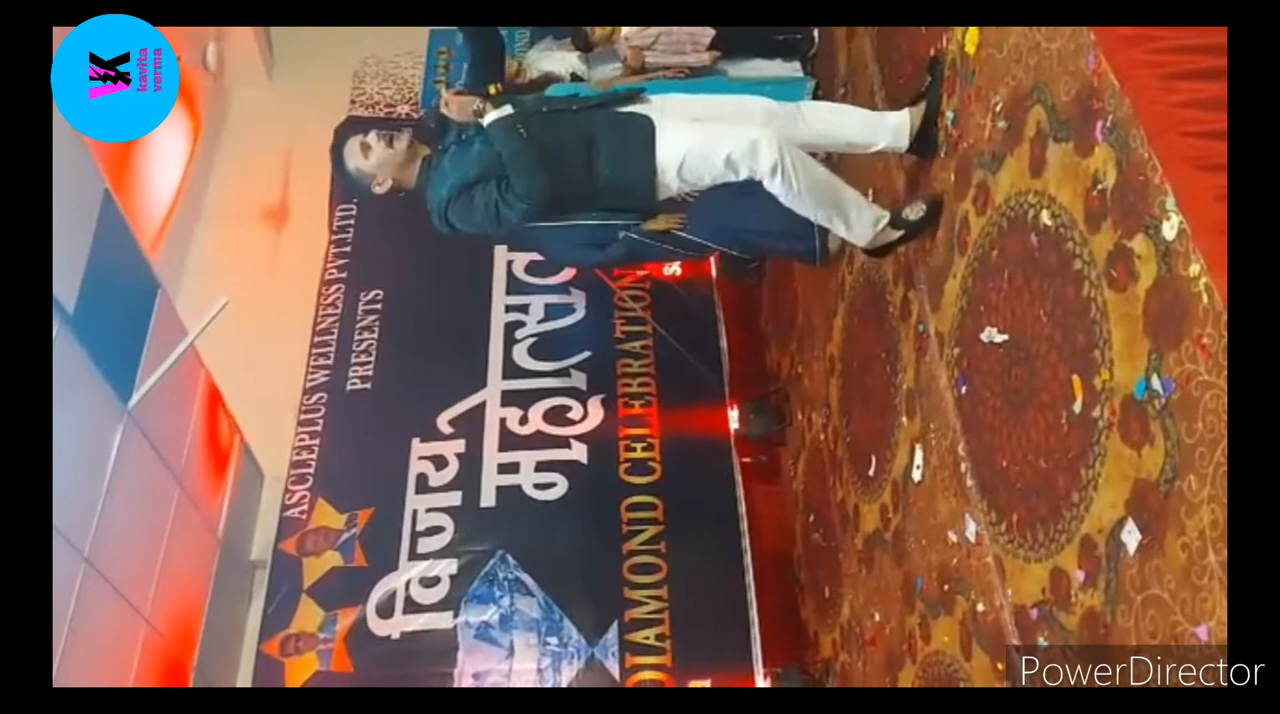 kavita
verma
ASCLEPLUS WELLNESS PVT.LTD.
PRESENTS
विजय
महोत्सव
DIAMOND CELEBRATION
PowerDirector